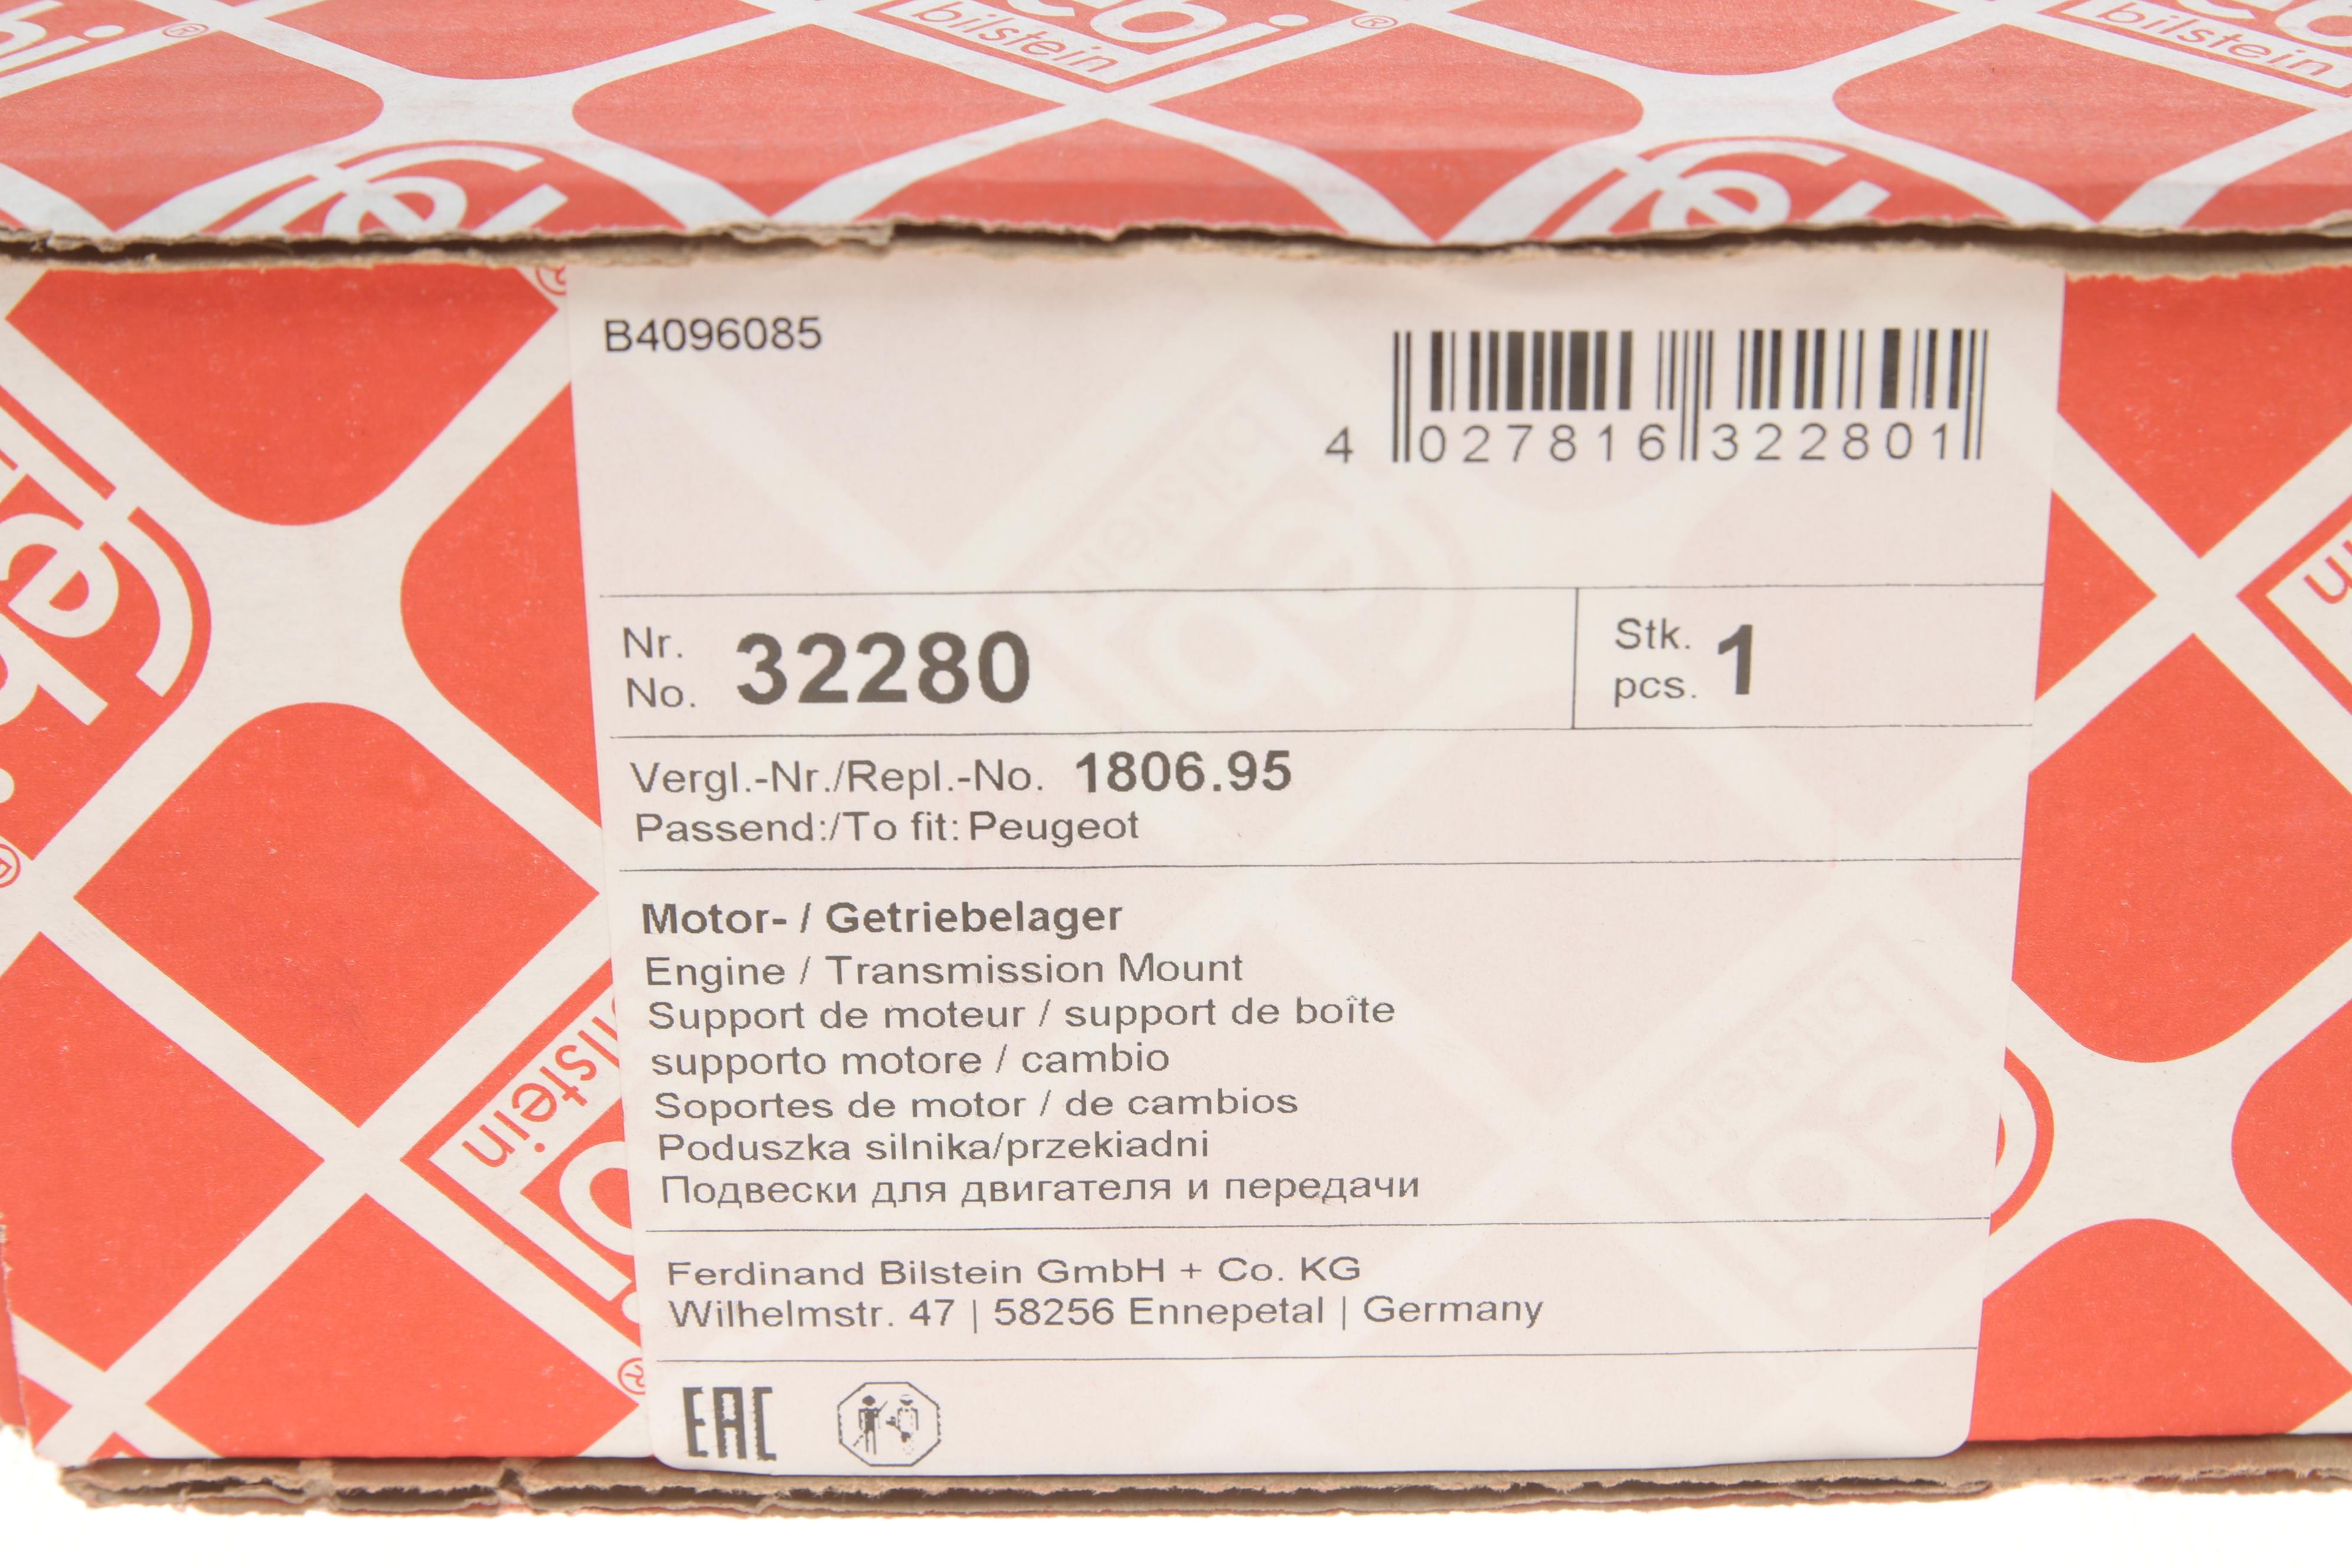 bilstein
bilstein
B4096085
4 027816 322801
Nr.
No. 32280
Stk.
pcs. 1
Vergl.-Nr./Repl.-No. 1806.95
Passend:/To fit: Peugeot
Motor- / Getriebelager
Engine / Transmission Mount
Support de moteur / support de boîte
supporto motore / cambio
Soportes de motor / de cambios
Poduszka silnika/przekiadni
Подвески для двигателя и передачи
Ferdinand Bilstein GmbH + Co. KG
Wilhelmstr. 47 | 58256 Ennepetal | Germany
EAC